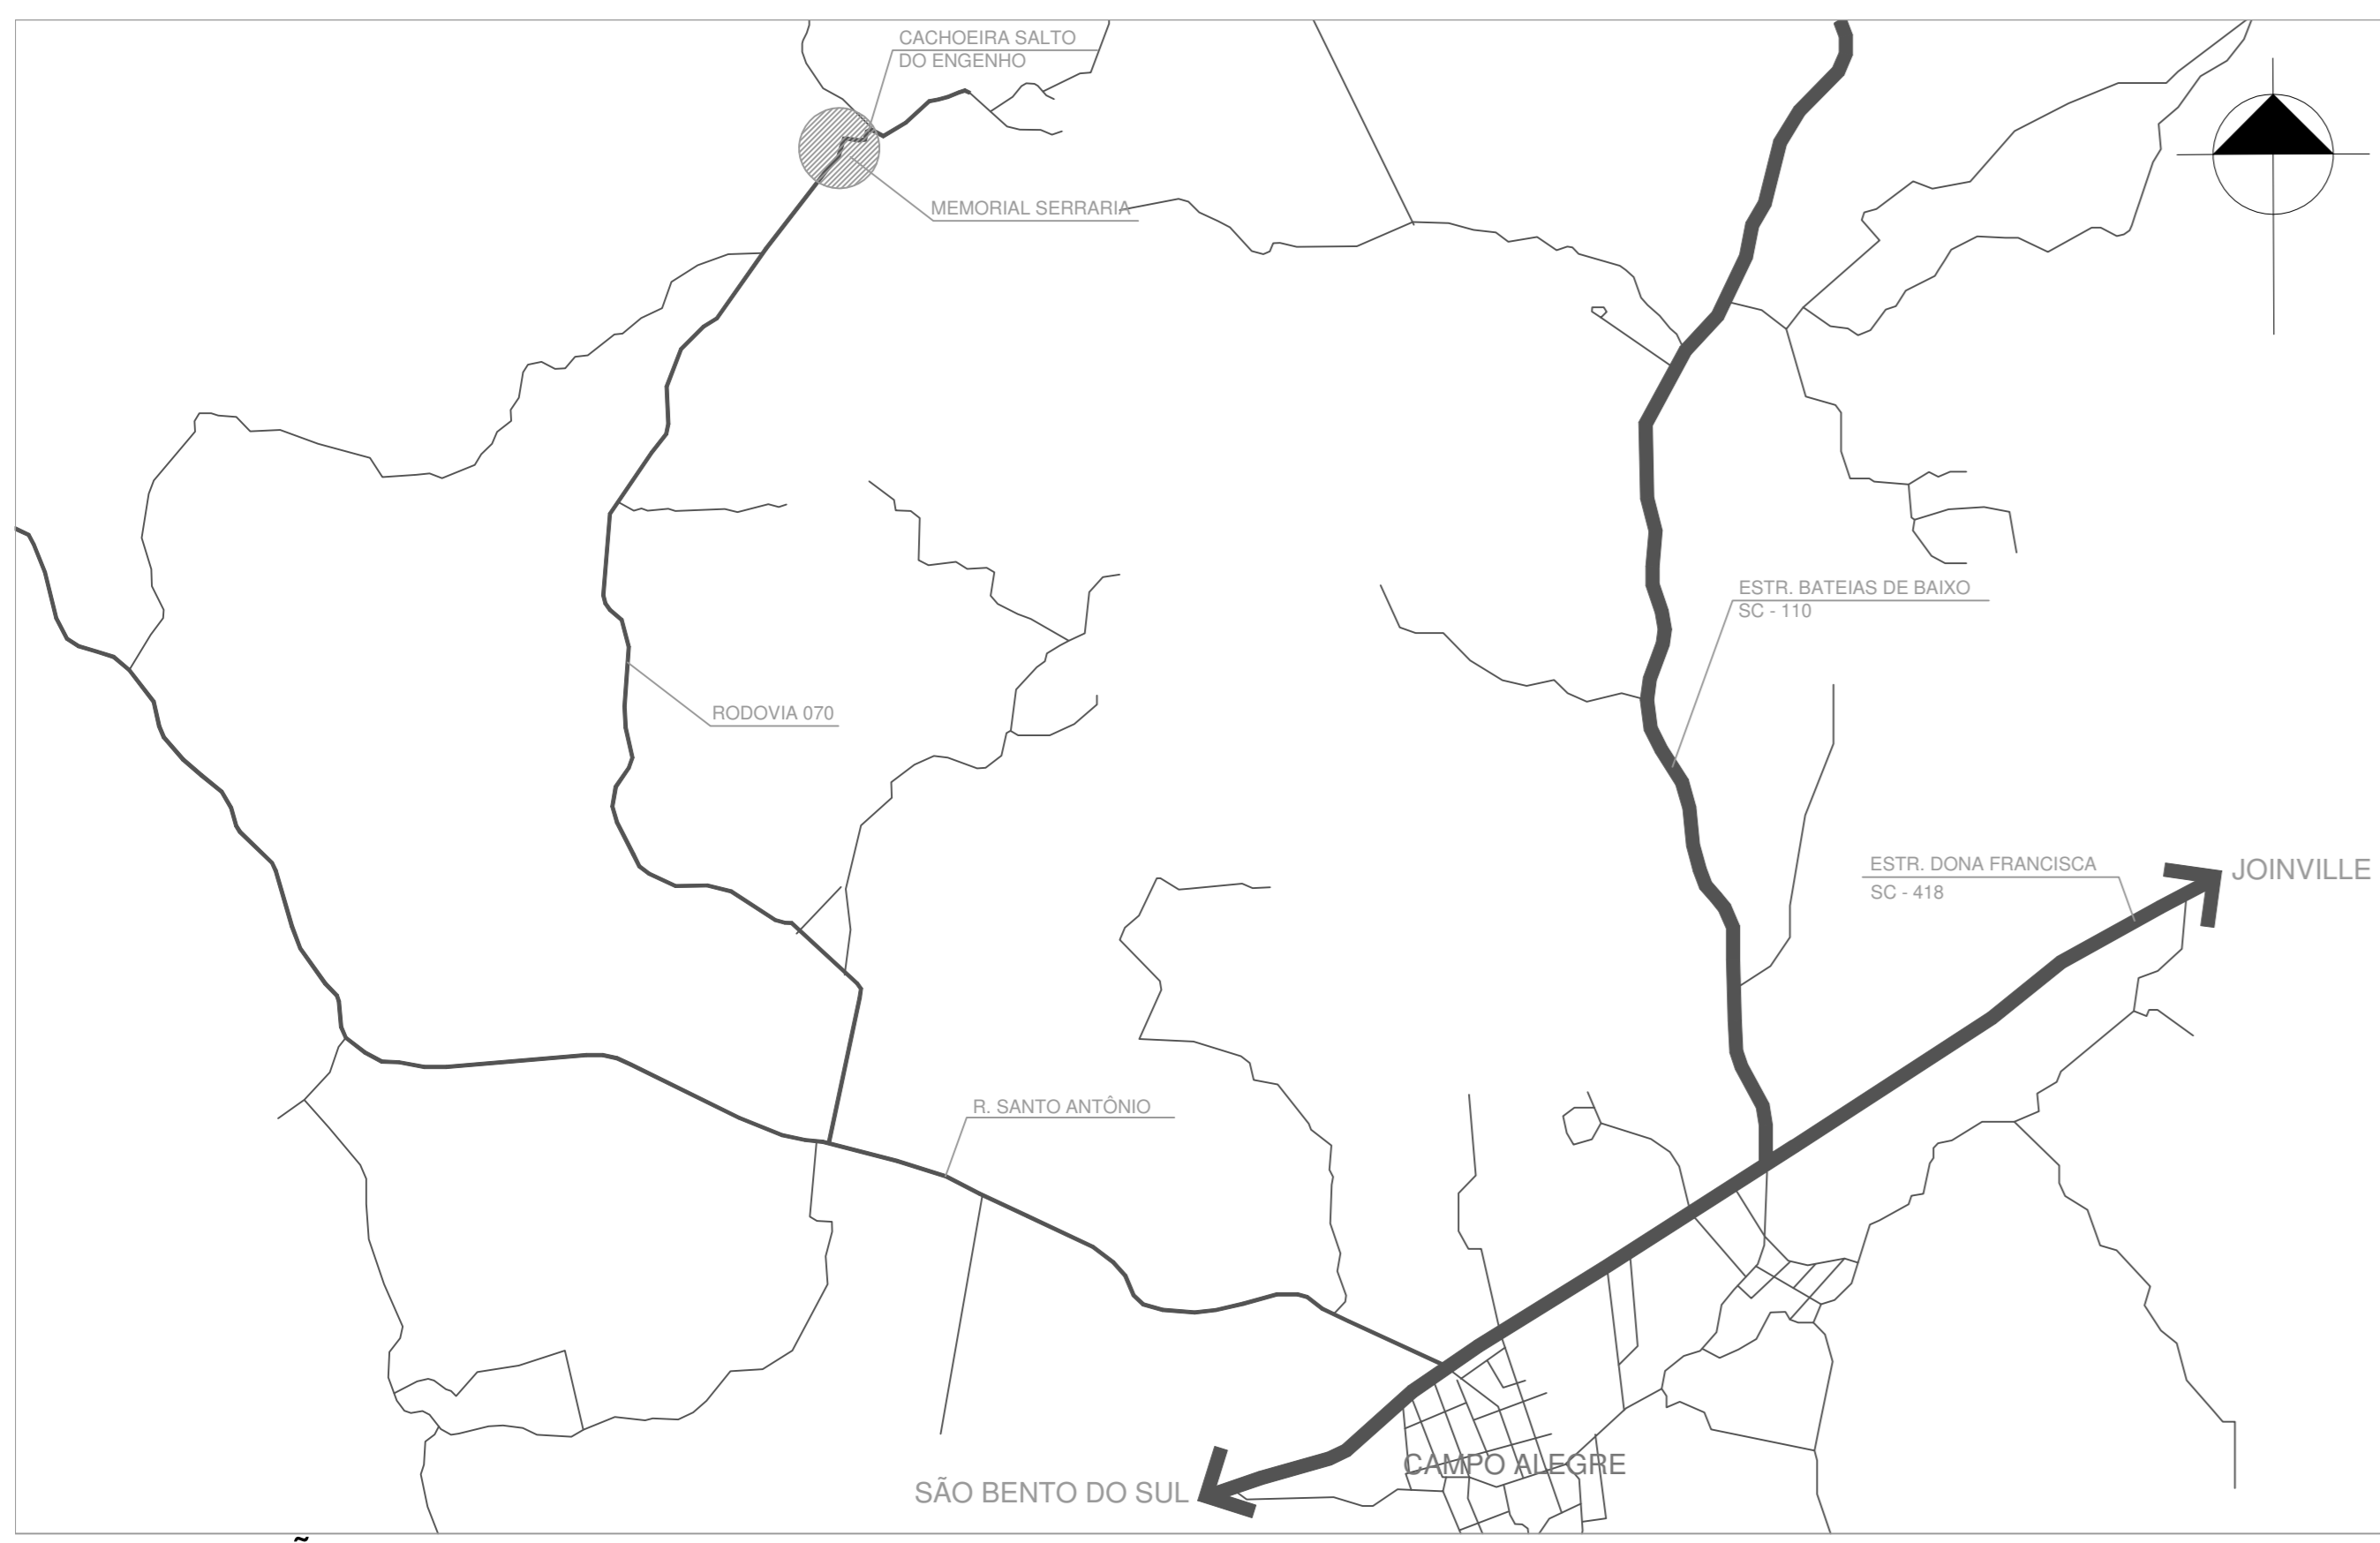 CACHOEIRA SALTO
DO ENGENHO
MEMORIAL SERRARIA
ESTR. BATEIAS DE BAIXO
SC - 110
RODOVIA 070
ESTR. DONA FRANCISCA
SC - 418
JOINVILLE
R. SANTO ANTÔNIO
CAMPO ALEGRE
SÃO BENTO DO SUL